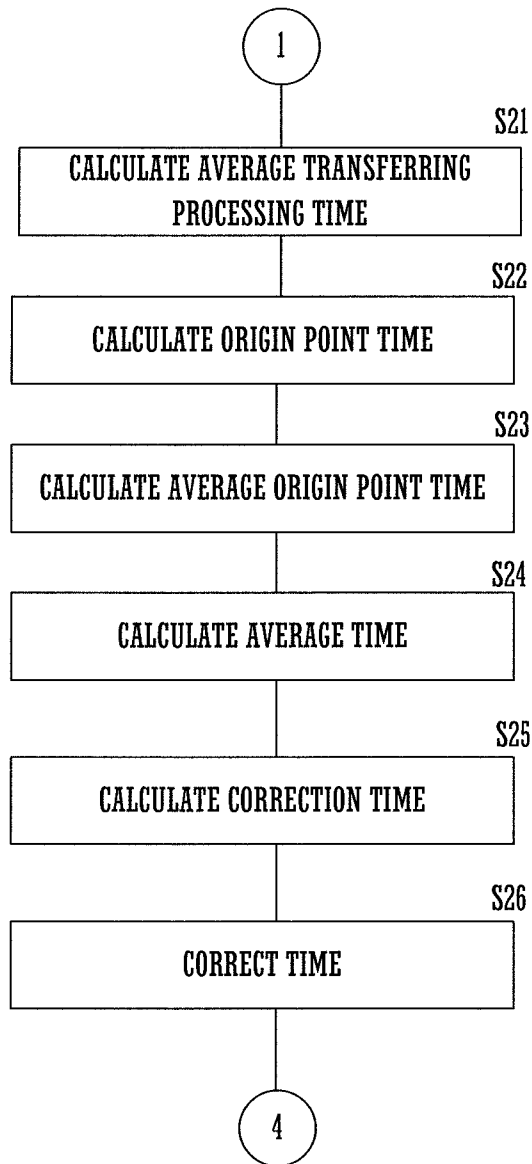 1
S21
CALCULATE AVERAGE TRANSFERRING
PROCESSING TIME
S22
CALCULATE ORIGIN POINT TIME
S23
CALCULATE AVERAGE ORIGIN POINT TIME
S24
CALCULATE AVERAGE TIME
S25
CALCULATE CORRECTION TIME
S26
CORRECT TIME
4